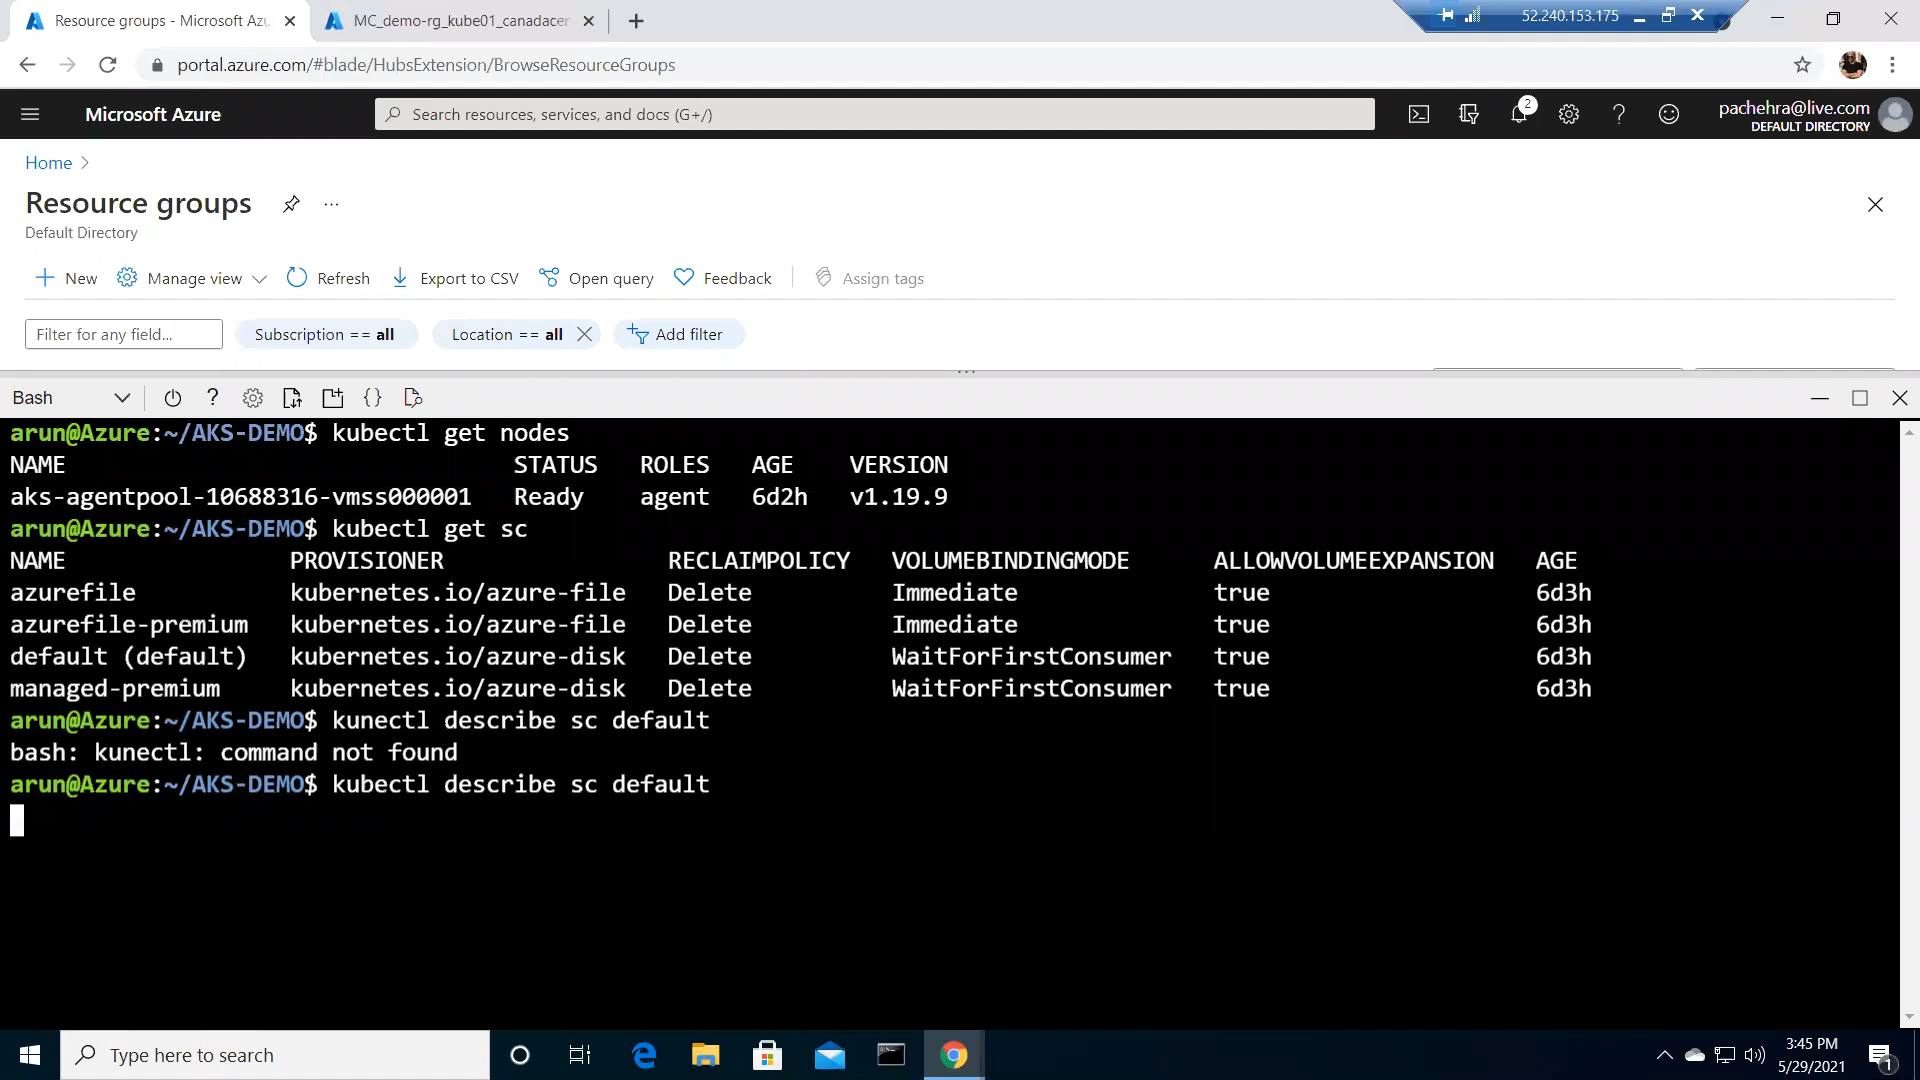 Resource groups - Microsoft Azu
MC_demo-rg_kube01_canadacen
52.240.153.175
portal.azure.com/#blade/HubsExtension/BrowseResourceGroups
Microsoft Azure
Search resources, services, and docs (G+/)
2
pachehra@live.com
DEFAULT DIRECTORY
Home
Resource groups
Default Directory
New Manage view Refresh Export to CSV Open query Feedback Assign tags
Filter for any field... Subscription == all Location == all Add filter
Bash
arun@Azure:~/AKS-DEMO$ kubectl get nodes
NAME STATUS ROLES AGE VERSION
aks-agentpool-10688316-vmss000001 Ready agent 6d2h v1.19.9
arun@Azure:~/AKS-DEMO$ kubectl get sc
NAME PROVISIONER RECLAIMPOLICY VOLUMEBINDINGMODE ALLOWVOLUMEEXPANSION AGE
azurefile kubernetes.io/azure-file Delete Immediate true 6d3h
azurefile-premium kubernetes.io/azure-file Delete Immediate true 6d3h
default (default) kubernetes.io/azure-disk Delete WaitForFirstConsumer true 6d3h
managed-premium kubernetes.io/azure-disk Delete WaitForFirstConsumer true 6d3h
arun@Azure:~/AKS-DEMO$ kunectl describe sc default
bash: kunectl: command not found
arun@Azure:~/AKS-DEMO$ kubectl describe sc default
Type here to search
3:45 PM
5/29/2021
1